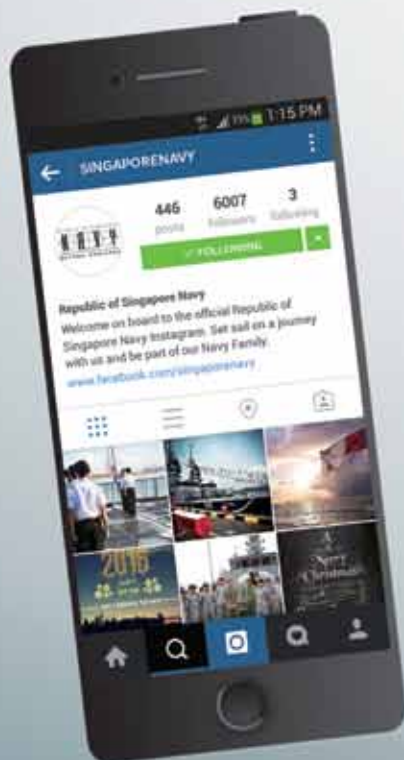 1:15 PM
SINGAPORENAVY
446 6007 3
posts followers following
NAVY
FOLLOWING
Republic of Singapore Navy
Welcome on board to the official Republic of
Singapore Navy Instagram. Set sail on a journey
with us and be part of our Navy Family.
www.facebook.com/singaporenavy
2016
Navy
Christmas